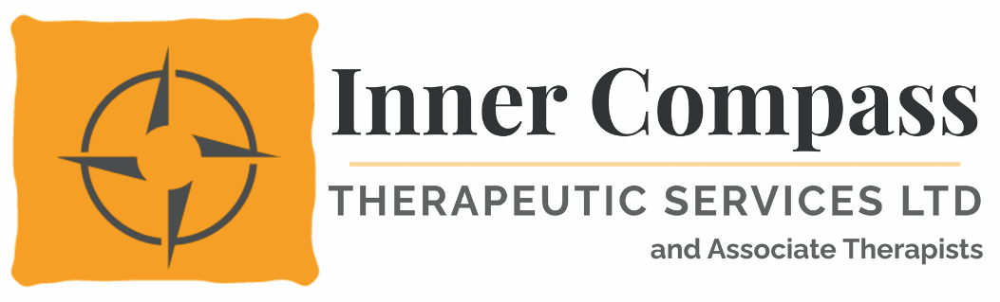 Inner Compass
THERAPEUTIC SERVICES LTD
and Associate Therapists